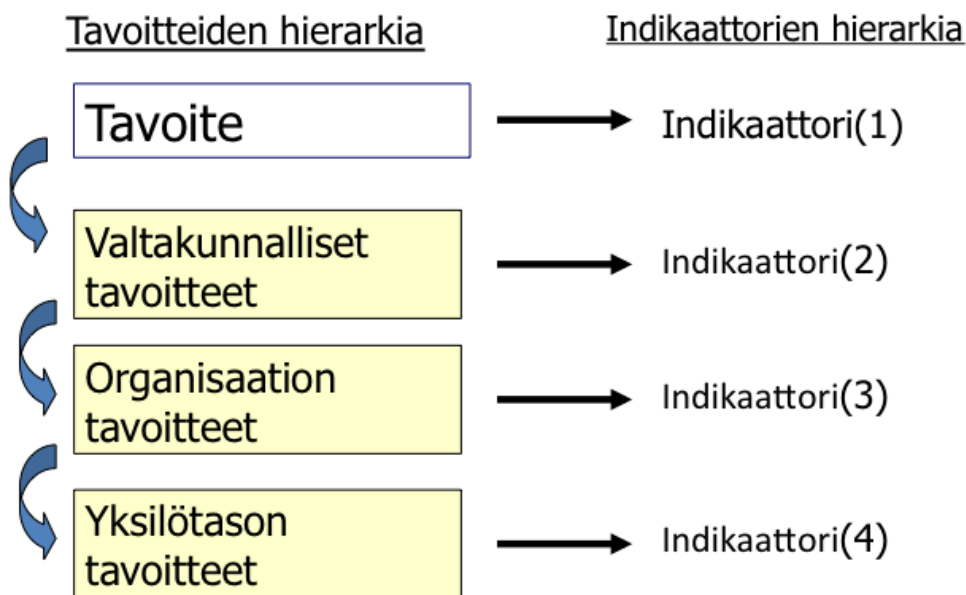 Tavoitteiden hierarkia
Indikaattorien hierarkia
Tavoite
Indikaattori(1)
Valtakunnalliset
tavoitteet
Indikaattori(2)
Organisaation
tavoitteet
Indikaattori(3)
Yksilötason
tavoitteet
Indikaattori(4)